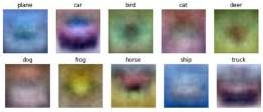 plane car bird cat deer
dog frog horse ship truck